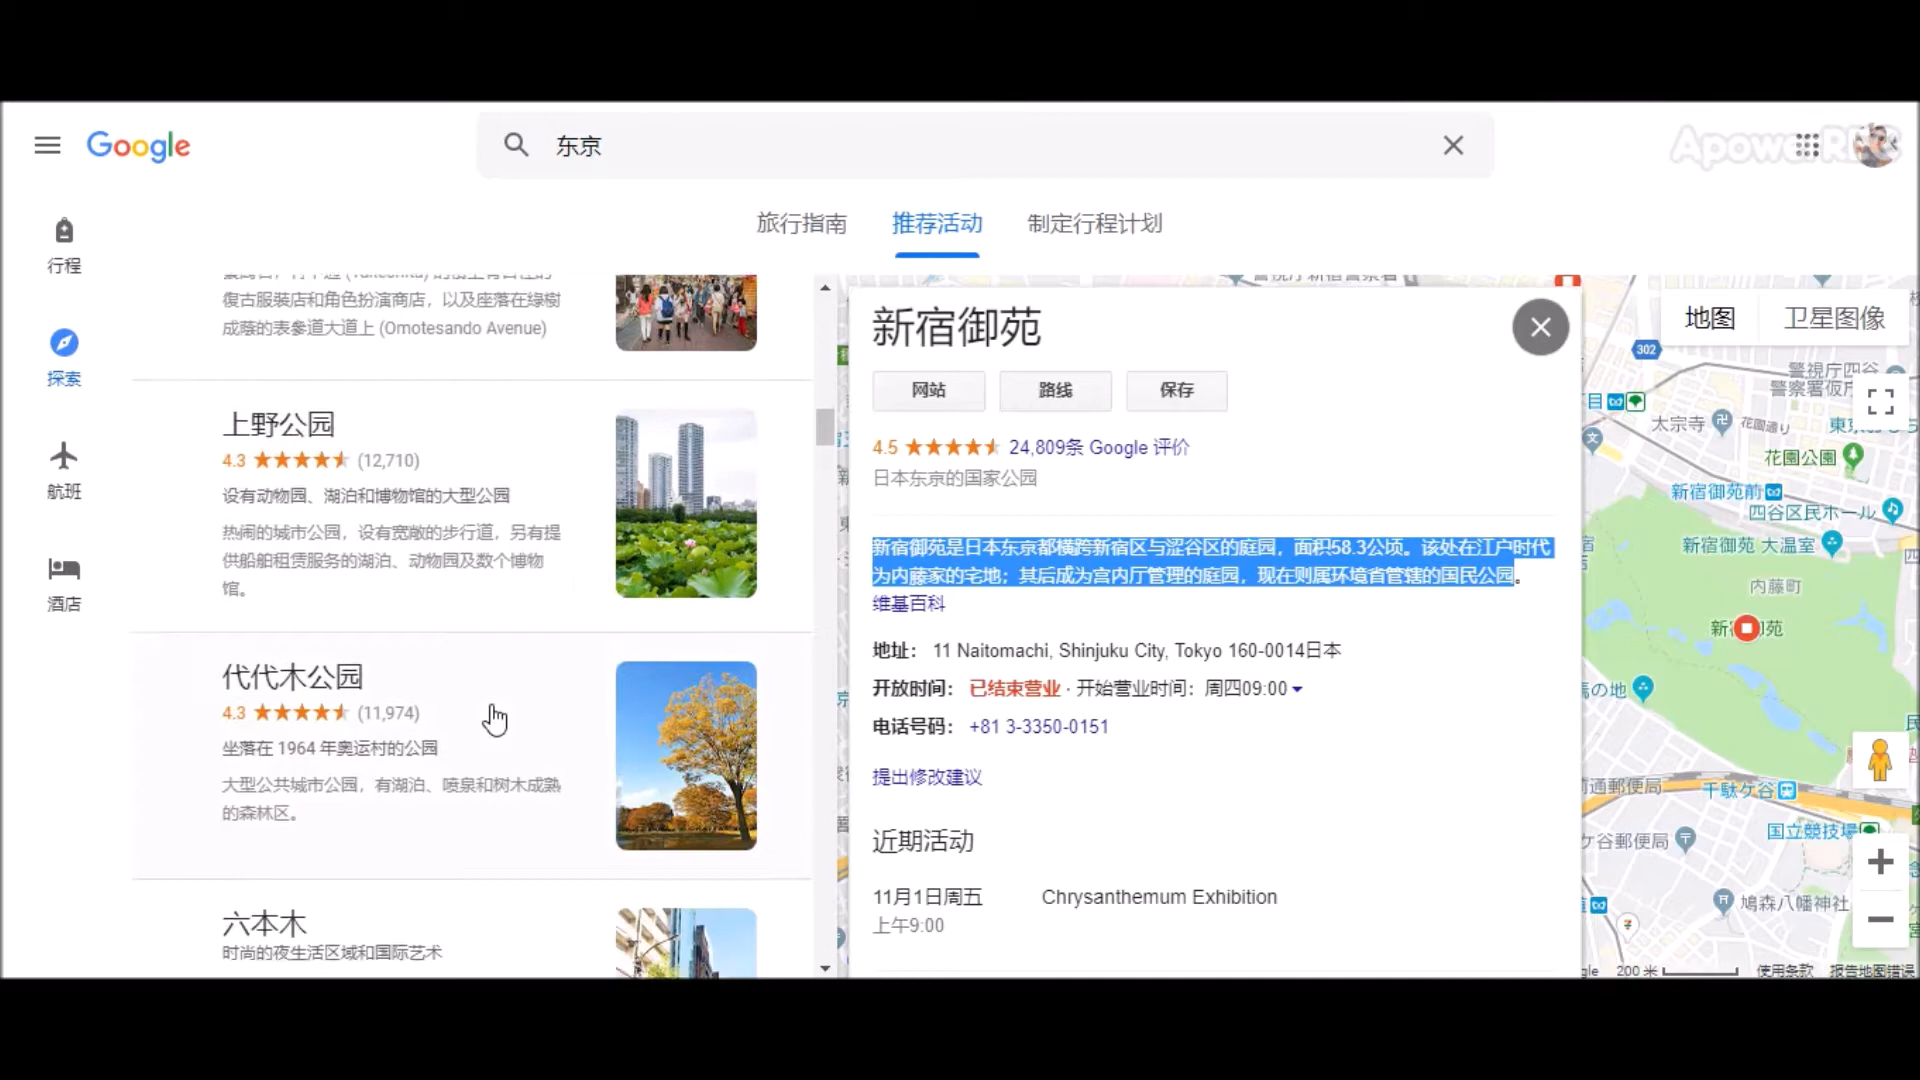 Google
东京
旅行指南
推荐活动
制定行程计划
行程
探索
航班
酒店
復古服裝店和角色扮演商店，以及座落在綠樹
成蔭的表參道大道上 (Omotesando Avenue)
上野公园
4.3 (12,710)
设有动物园、湖泊和博物馆的大型公园
热闹的城市公园，设有宽敞的步行道，另有提
供船舶租赁服务的湖泊、动物园及数个博物
馆。
代代木公园
4.3 (11,974)
坐落在 1964 年奥运村的公园
大型公共城市公园，有湖泊、喷泉和树木成熟
的森林区。
六本木
时尚的夜生活区域和国际艺术
新宿御苑
网站
路线
保存
4.5 24,809条 Google 评价
日本东京的国家公园
新宿御苑是日本东京都横跨新宿区与涩谷区的庭园，面积58.3公顷。该处在江户时代
为内藤家的宅地；其后成为宫内厅管理的庭园，现在则属环境省管辖的国民公园。
维基百科
地址： 11 Naitomachi, Shinjuku City, Tokyo 160-0014日本
开放时间： 已结束营业 · 开始营业时间：周四09:00
电话号码： +81 3-3350-0151
提出修改建议
近期活动
11月1日周五 Chrysanthemum Exhibition
上午9:00
地图
卫星图像
302
太宗寺
花園通り
花園公園
新宿御苑前
四谷区民ホール
新宿御苑 大温室
内藤町
千駄ケ谷
国立競技場
ケ谷郵便局
鳩森八幡神社
200 米
使用条款
报告地图错误